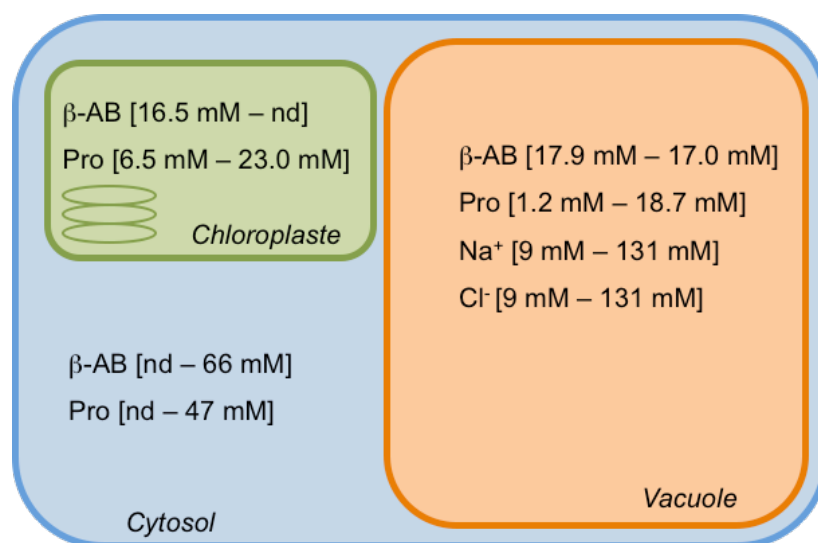 β-AB [16.5 mM – nd]
Pro [6.5 mM – 23.0 mM]
Chloroplaste
β-AB [17.9 mM – 17.0 mM]
Pro [1.2 mM – 18.7 mM]
Na⁺ [9 mM – 131 mM]
Cl⁻ [9 mM – 131 mM]
β-AB [nd – 66 mM]
Pro [nd – 47 mM]
Vacuole
Cytosol